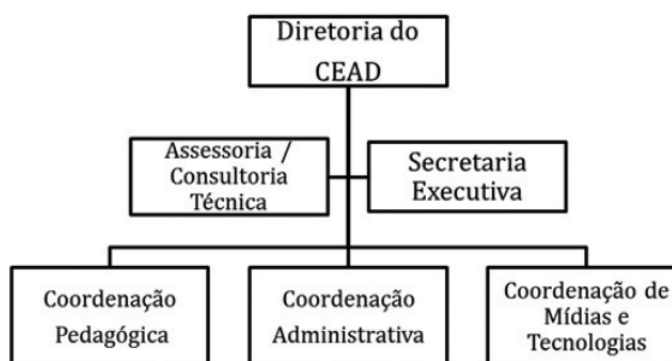 Diretoria do
CEAD
Assessoria /
Consultoria
Técnica
Secretaria
Executiva
Coordenação
Pedagógica
Coordenação
Administrativa
Coordenação de
Mídias e
Tecnologias